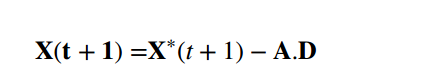 X(t + 1) =X*(t + 1) − A.D